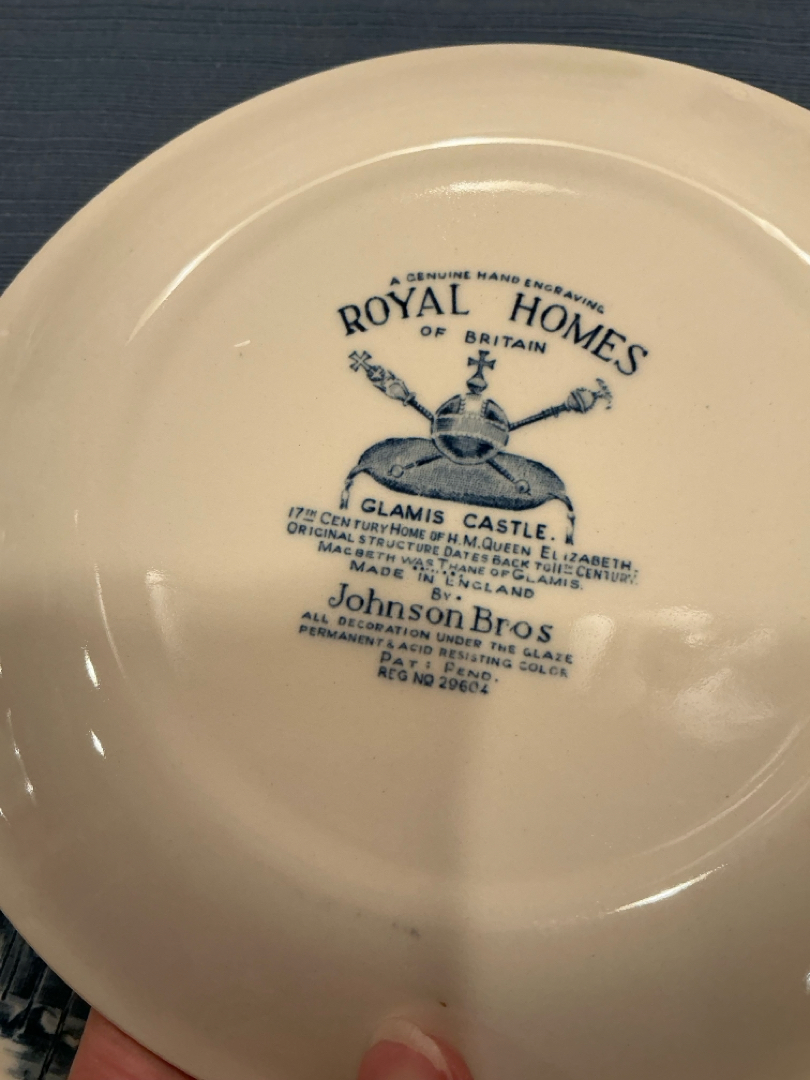 A GENUINE HAND ENGRAVING
ROYAL HOMES
OF BRITAIN
GLAMIS CASTLE.
17TH CENTURY HOME OF H.M. QUEEN ELIZABETH.
ORIGINAL STRUCTURE DATES BACK TO 11TH CENTURY.
MACBETH WAS THANE OF GLAMIS.
MADE IN ENGLAND
BY.
Johnson Bros
ALL DECORATION UNDER THE GLAZE
PERMANENT & ACID RESISTING COLOR
PAT: PEND.
REG NO 29604